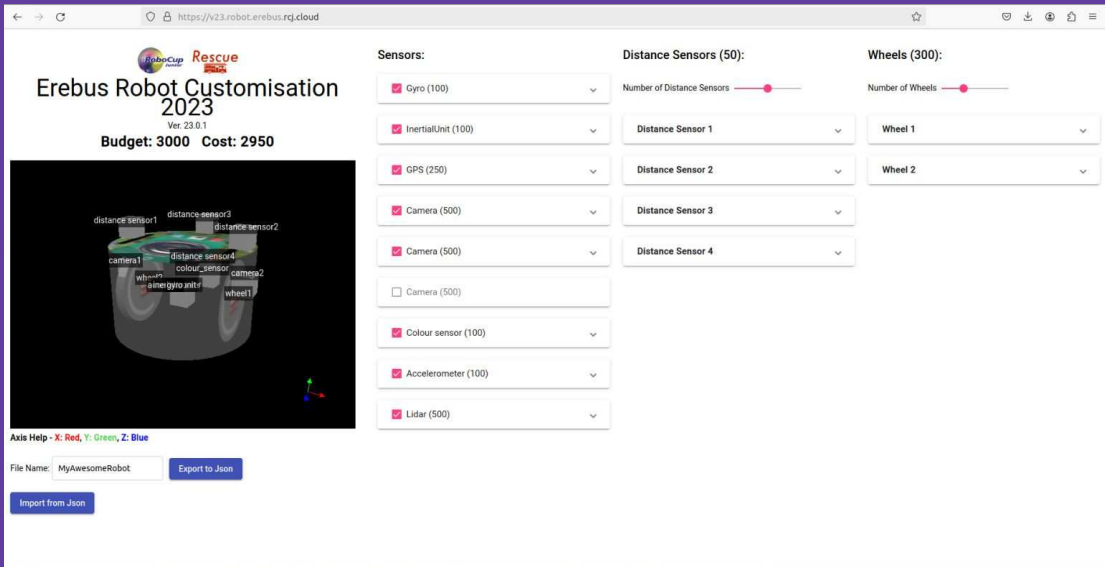 https://v23.robot.erebus.rcj.cloud
RoboCup
Junior
Rescue
Erebus Robot Customisation
2023
Ver. 23.0.1
Budget: 3000 Cost: 2950
distance sensor1
distance sensor3
distance sensor2
camera1
distance sensor4
colour_sensor
camera2
wheel2
wheel1
Axis Help - X: Red, Y: Green, Z: Blue
File Name:
MyAwesomeRobot
Export to Json
Import from Json
Sensors:
Gyro (100)
InertialUnit (100)
GPS (250)
Camera (500)
Camera (500)
Camera (500)
Colour sensor (100)
Accelerometer (100)
Lidar (500)
Distance Sensors (50):
Number of Distance Sensors
Distance Sensor 1
Distance Sensor 2
Distance Sensor 3
Distance Sensor 4
Wheels (300):
Number of Wheels
Wheel 1
Wheel 2